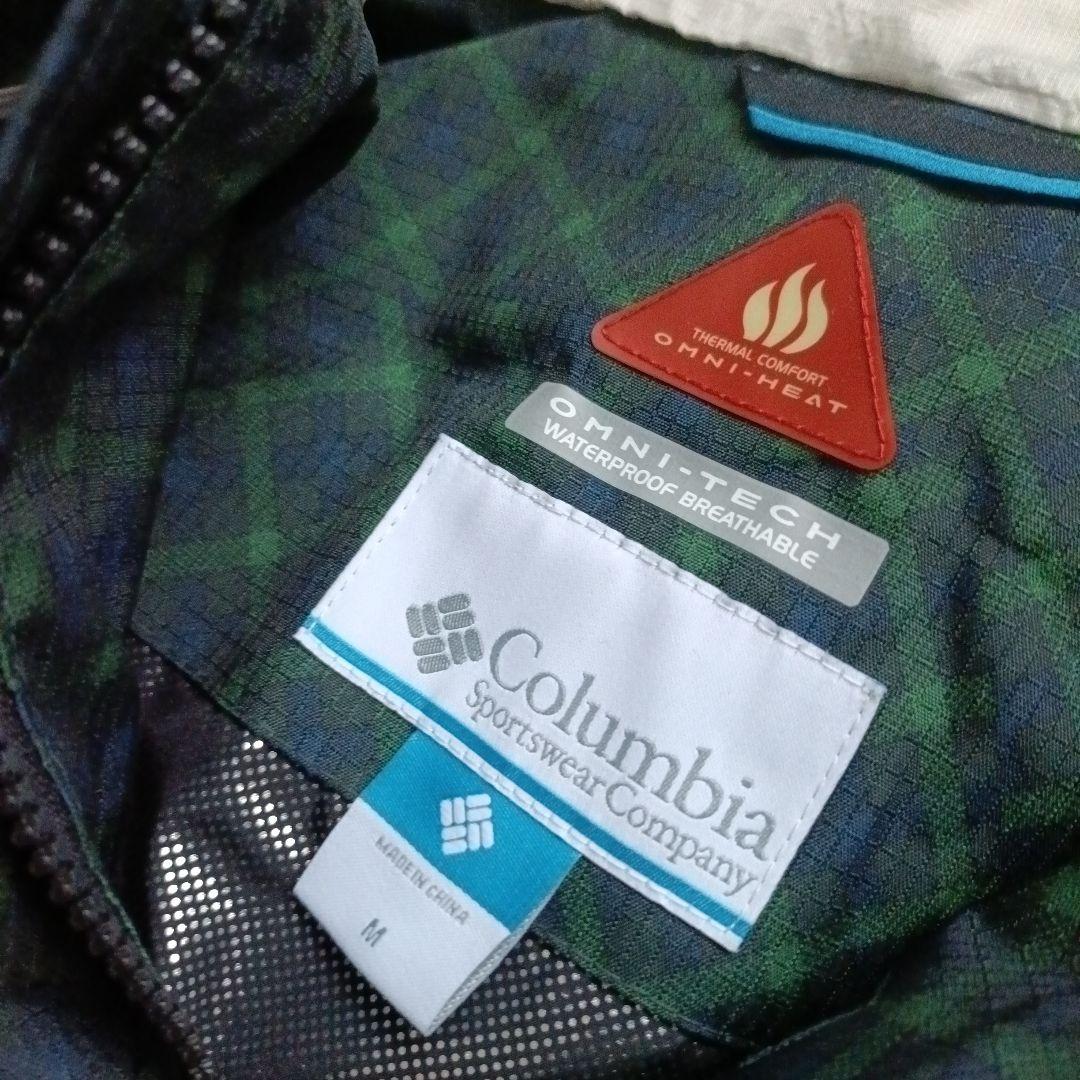 THERMAL COMFORT
OMNI-HEAT
OMNI-TECH
WATERPROOF BREATHABLE
Columbia
Sportswear Company
MADE IN CHINA
M